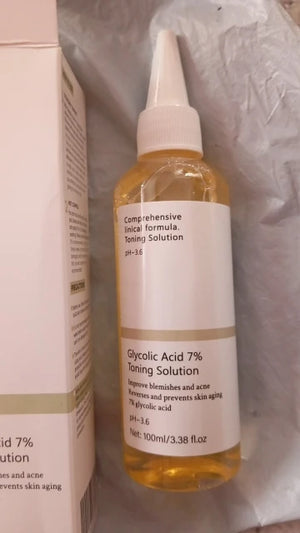 Comprehensive
linical formula.
Toning Solution
pH~3.6
Glycolic Acid 7%
Toning Solution
Improve blemishes and acne
Reverses and prevents skin aging
7% glycolic acid
pH~3.6
Net: 100ml/3.38 fl.oz
id 7%
ution
hes and acne
events skin aging